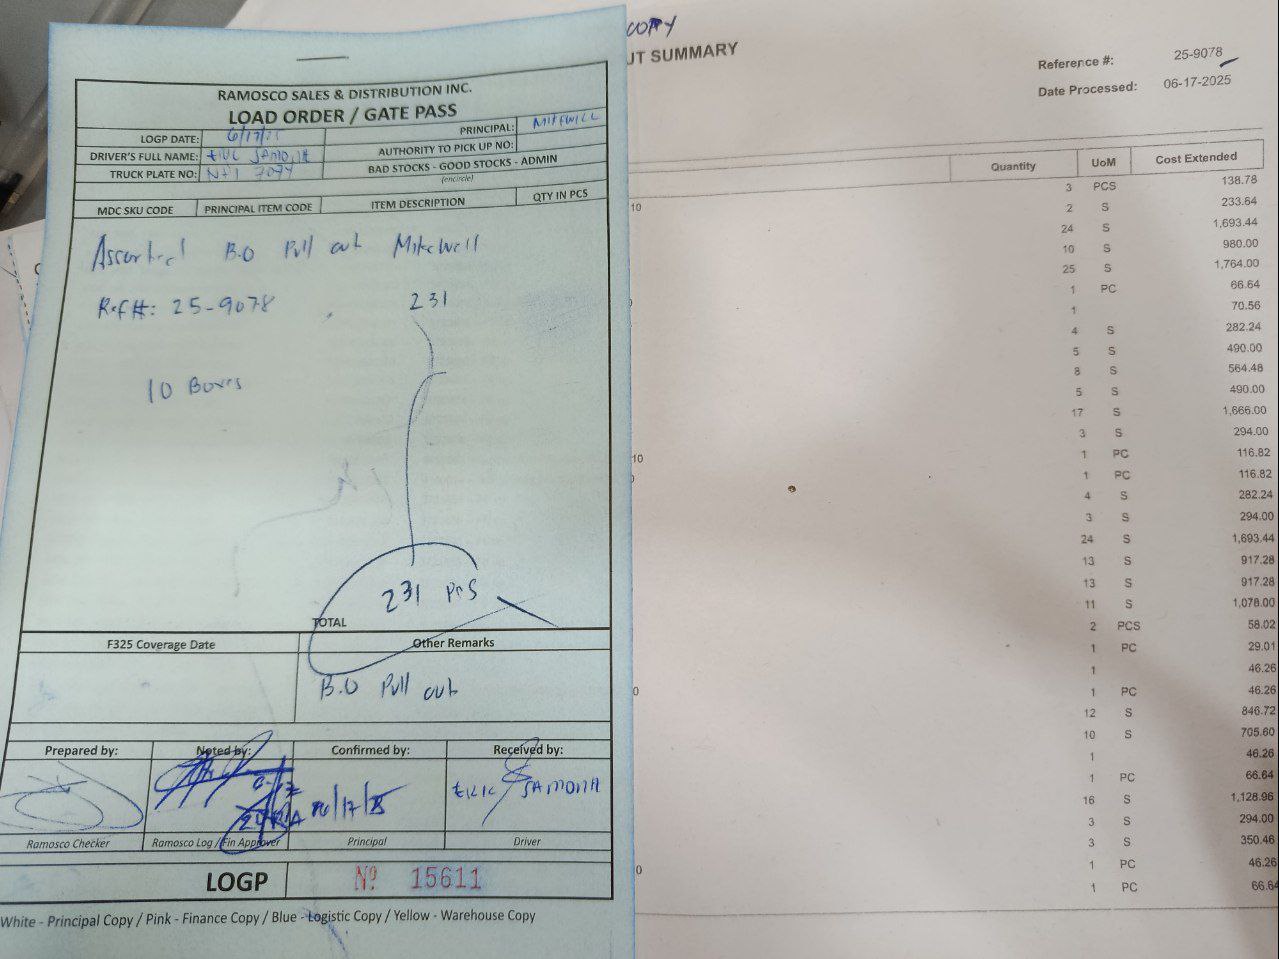 RAMOSCO SALES & DISTRIBUTION INC.
LOAD ORDER / GATE PASS
LOGP DATE: 6/17/25 PRINCIPAL: MITEWELL
DRIVER'S FULL NAME: ERIC SAMONIA AUTHORITY TO PICK UP NO:
TRUCK PLATE NO: BAD STOCKS - GOOD STOCKS - ADMIN
(encircle)
MDC SKU CODE PRINCIPAL ITEM CODE ITEM DESCRIPTION QTY IN PCS
Assorted B.O Pull out Mitewell
Ref#: 25-9078 231
10 Boxes
231 PCS
TOTAL
F325 Coverage Date Other Remarks
B.O Pull out
Prepared by: Noted by: Confirmed by: Received by:
06/17/25 ERIC SAMONIA
Ramosco Checker Ramosco Log / Fin Approver Principal Driver
LOGP Nº 15611
White - Principal Copy / Pink - Finance Copy / Blue - Logistic Copy / Yellow - Warehouse Copy
COPY
UT SUMMARY
Reference #: 25-9078
Date Processed: 06-17-2025
Quantity UoM Cost Extended
10 3 PCS 138.78
2 S 233.64
24 S 1,693.44
10 S 980.00
25 S 1,764.00
1 PC 66.64
1 70.56
4 S 282.24
5 S 490.00
8 S 564.48
5 S 490.00
17 S 1,666.00
3 S 294.00
10 1 PC 116.82
1 PC 116.82
4 S 282.24
3 S 294.00
24 S 1,693.44
13 S 917.28
13 S 917.28
11 S 1,078.00
2 PCS 58.02
1 PC 29.01
1 46.26
0 1 PC 46.26
12 S 846.72
10 S 705.60
1 46.26
1 PC 66.64
16 S 1,128.96
3 S 294.00
3 S 350.46
0 1 PC 46.26
1 PC 66.64